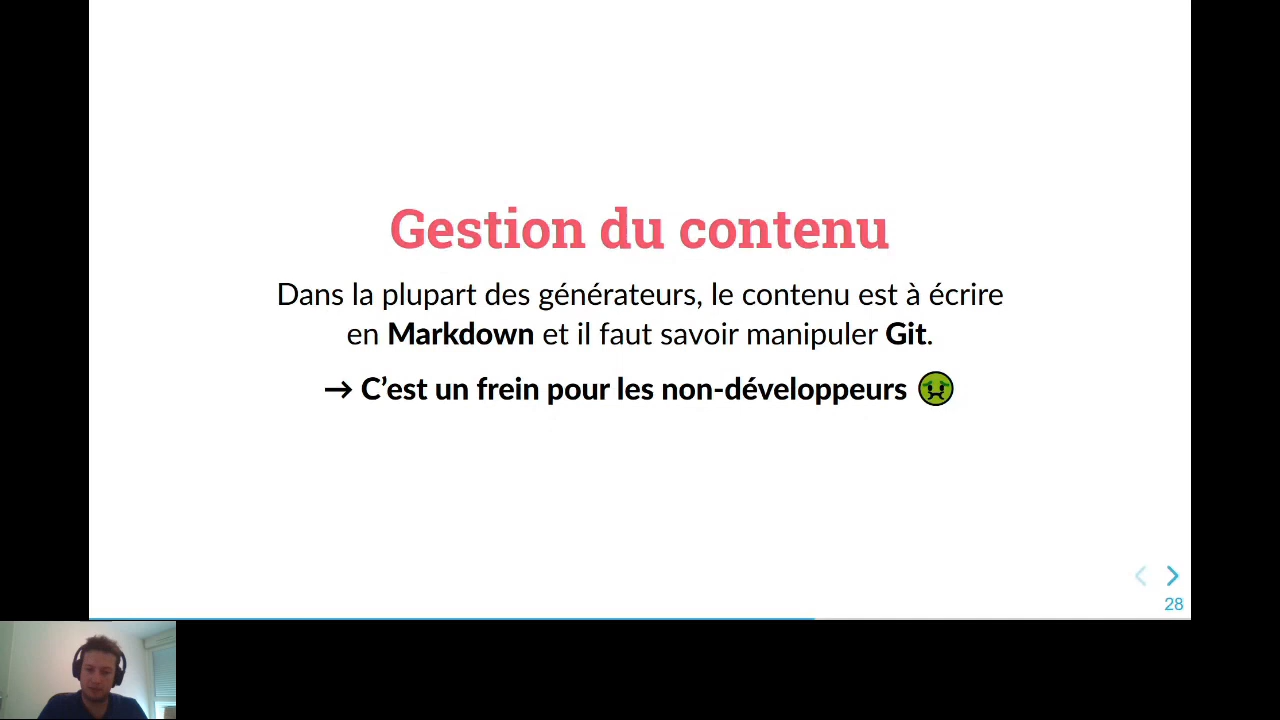 Gestion du contenu
Dans la plupart des générateurs, le contenu est à écrire
en Markdown et il faut savoir manipuler Git.
→ C’est un frein pour les non-développeurs 🤢
28